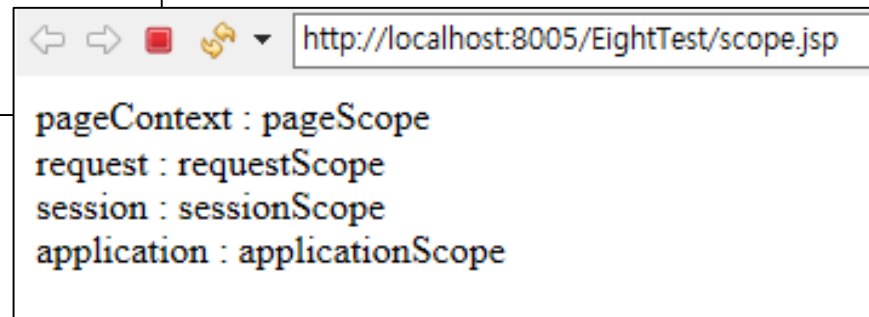 http://localhost:8005/EightTest/scope.jsp
pageContext : pageScope
request : requestScope
session : sessionScope
application : applicationScope